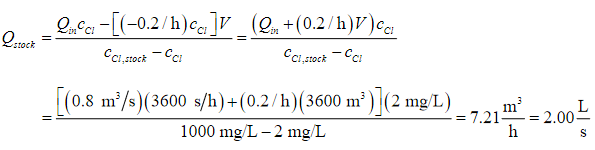 Q_stock = (Q_in c_Cl − [(−0.2 / h) c_Cl] V) / (c_Cl,stock − c_Cl) = ((Q_in + (0.2 / h) V) c_Cl) / (c_Cl,stock − c_Cl)
= ([(0.8 m³/s)(3600 s/h) + (0.2 / h)(3600 m³)](2 mg/L)) / (1000 mg/L − 2 mg/L) = 7.21 m³/h = 2.00 L/s